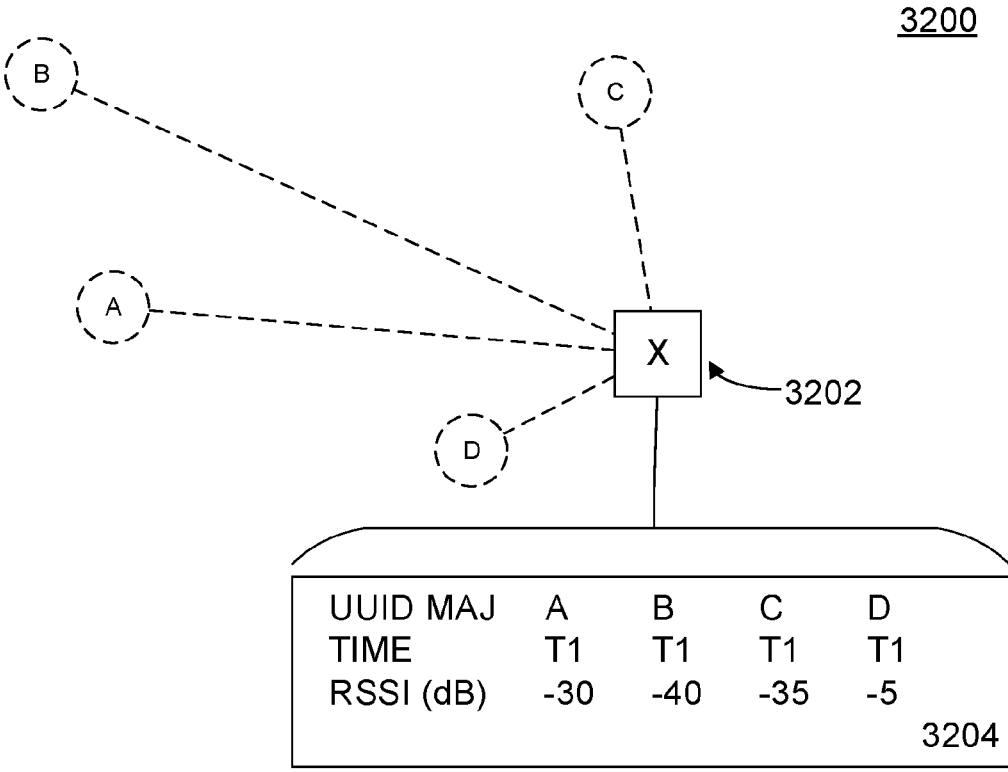 3200
B
C
A
X
3202
D
UUID MAJ A B C D
TIME T1 T1 T1 T1
RSSI (dB) -30 -40 -35 -5
3204